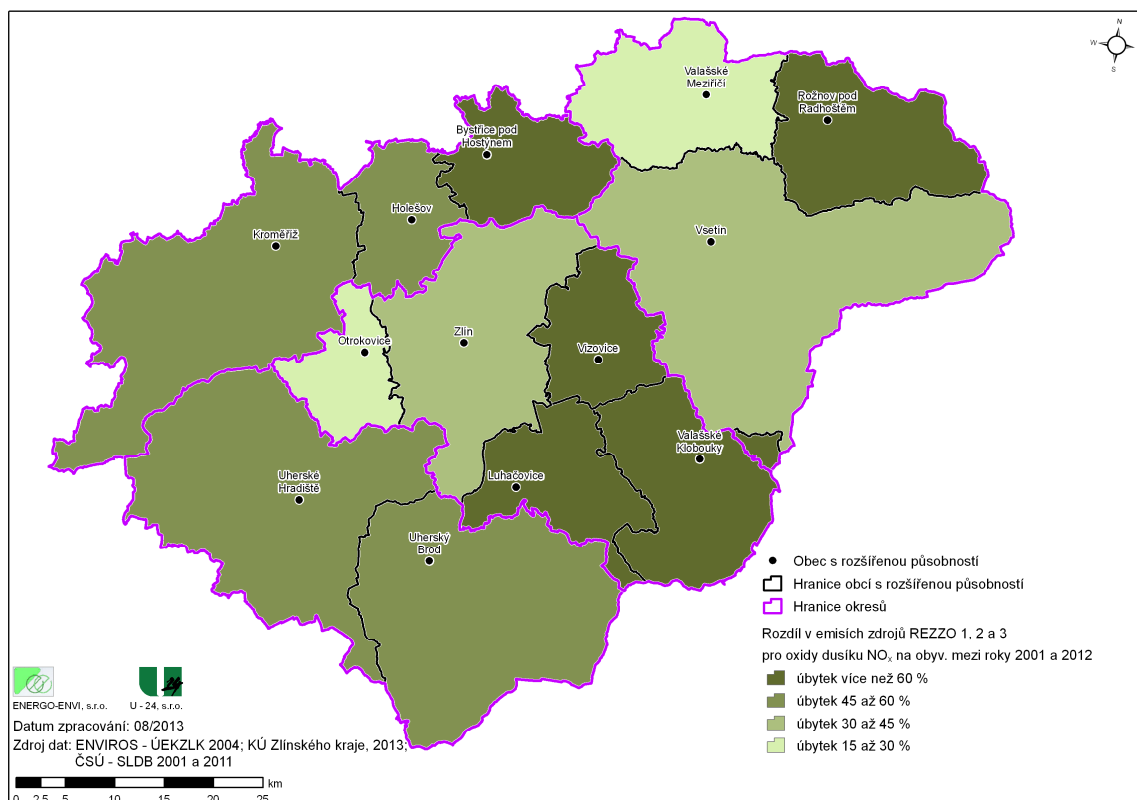 N
W
S
Valašské
Meziříčí
Rožnov pod
Radhoštěm
Bystřice pod
Hostýnem
Holešov
Kroměříž
Vsetín
Otrokovice
Zlín
Vizovice
Valašské
Klobouky
Luhačovice
Uherské
Hradiště
Uherský
Brod
Obec s rozšířenou působností
Hranice obcí s rozšířenou působností
Hranice okresů
Rozdíl v emisích zdrojů REZZO 1, 2 a 3
pro oxidy dusíku NOx na obyv. mezi roky 2001 a 2012
úbytek více než 60 %
úbytek 45 až 60 %
úbytek 30 až 45 %
úbytek 15 až 30 %
ENERGO-ENVI, s.r.o. U - 24, s.r.o.
Datum zpracování: 08/2013
Zdroj dat: ENVIROS - ÚEKZLK 2004; KÚ Zlínského kraje, 2013;
ČSÚ - SLDB 2001 a 2011
km
0 2,5 5 10 15 20 25